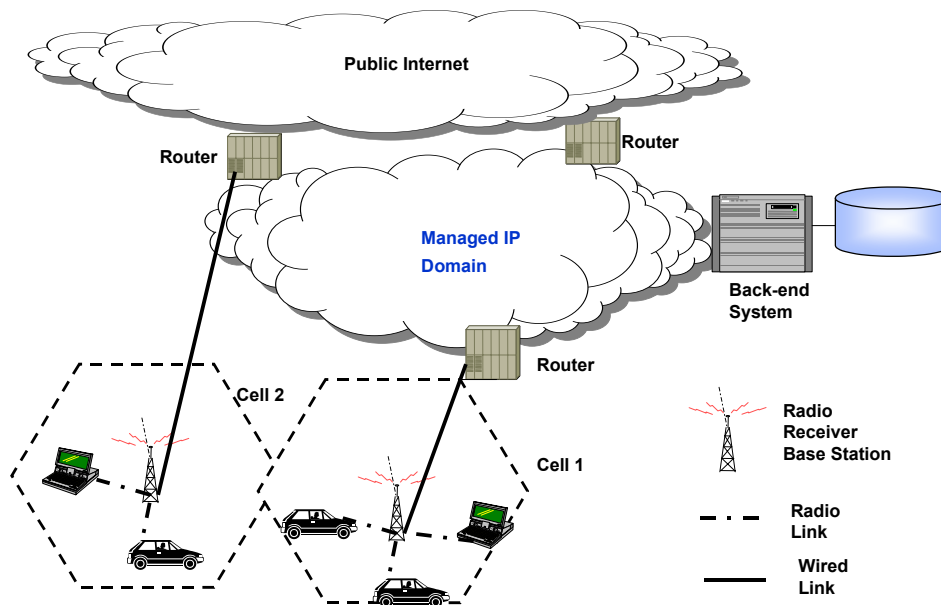 Public Internet
Router
Router
Managed IP
Domain
Back-end
System
Router
Cell 2
Cell 1
Radio
Receiver
Base Station
Radio
Link
Wired
Link